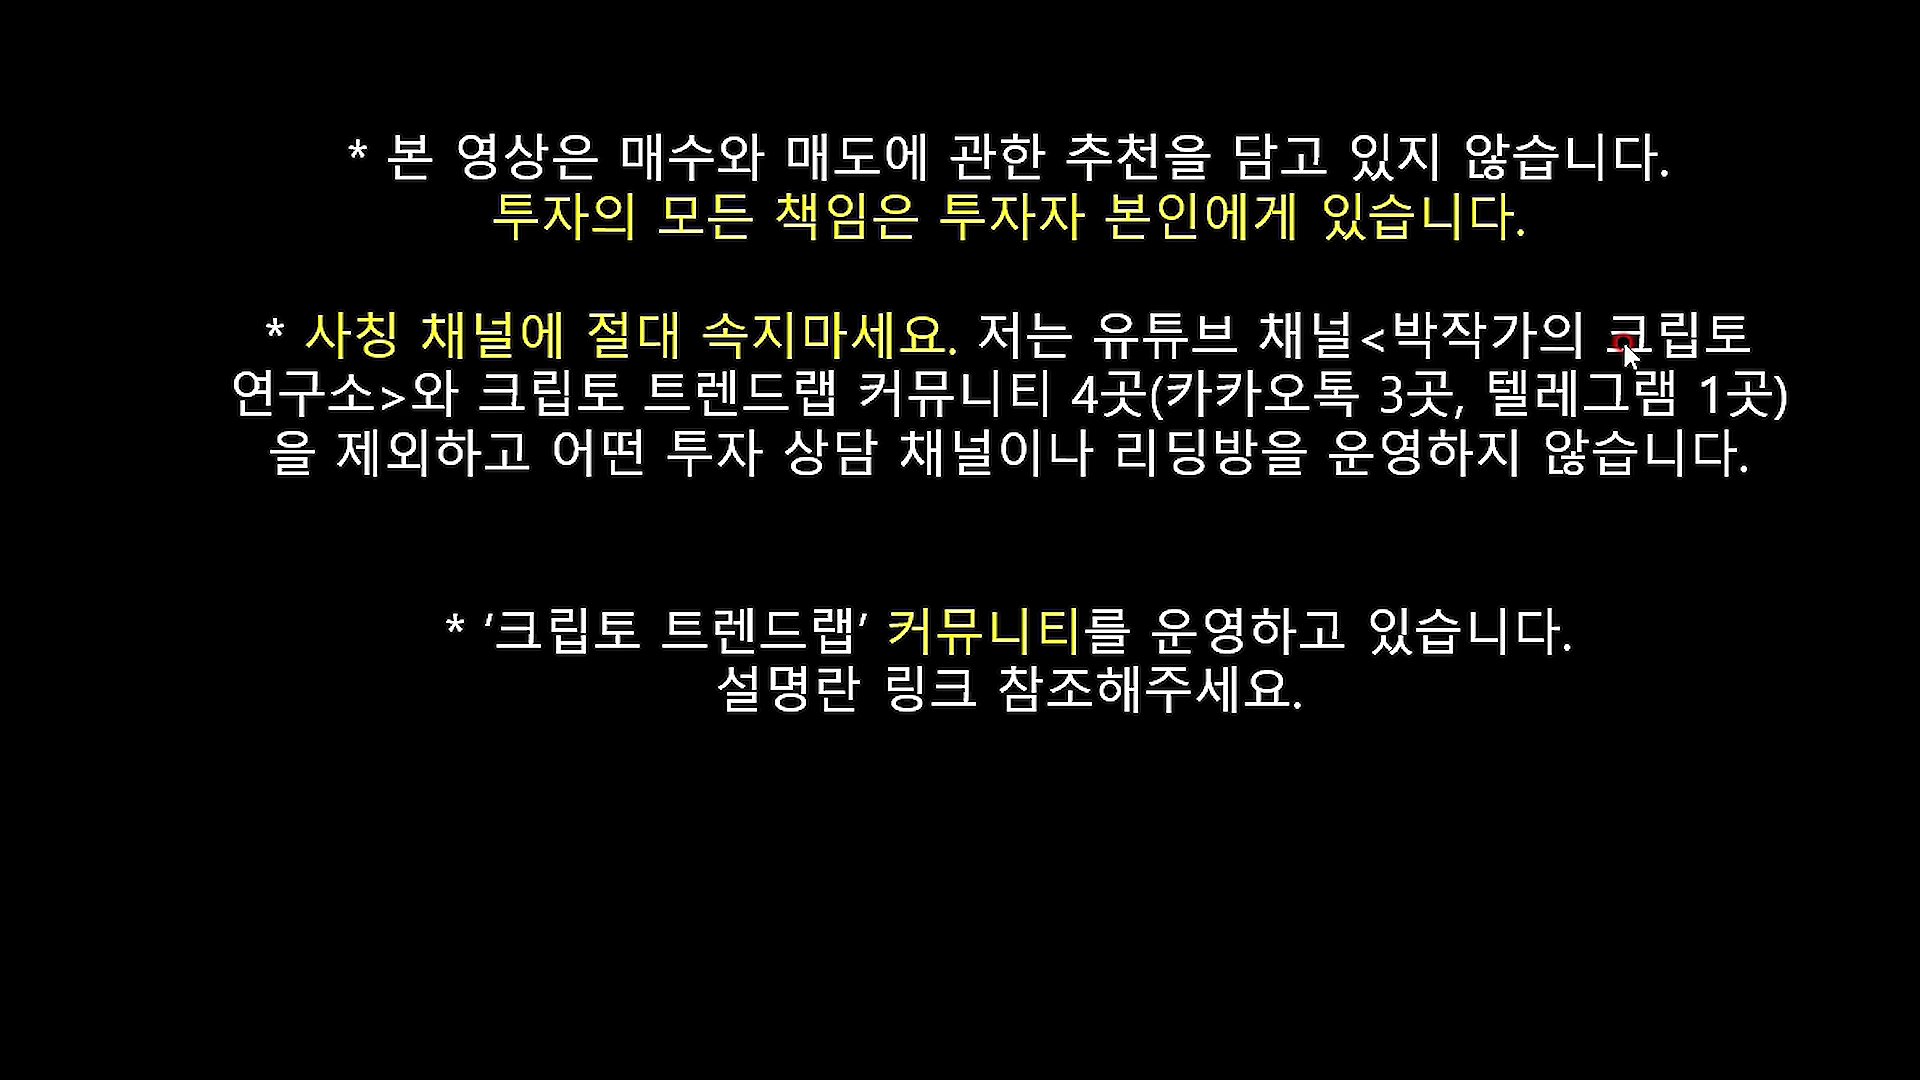 * 본 영상은 매수와 매도에 관한 추천을 담고 있지 않습니다.
투자의 모든 책임은 투자자 본인에게 있습니다.
* 사칭 채널에 절대 속지마세요. 저는 유튜브 채널<박작가의 크립토
연구소>와 크립토 트렌드랩 커뮤니티 4곳(카카오톡 3곳, 텔레그램 1곳)
을 제외하고 어떤 투자 상담 채널이나 리딩방을 운영하지 않습니다.
* ‘크립토 트렌드랩’ 커뮤니티를 운영하고 있습니다.
설명란 링크 참조해주세요.